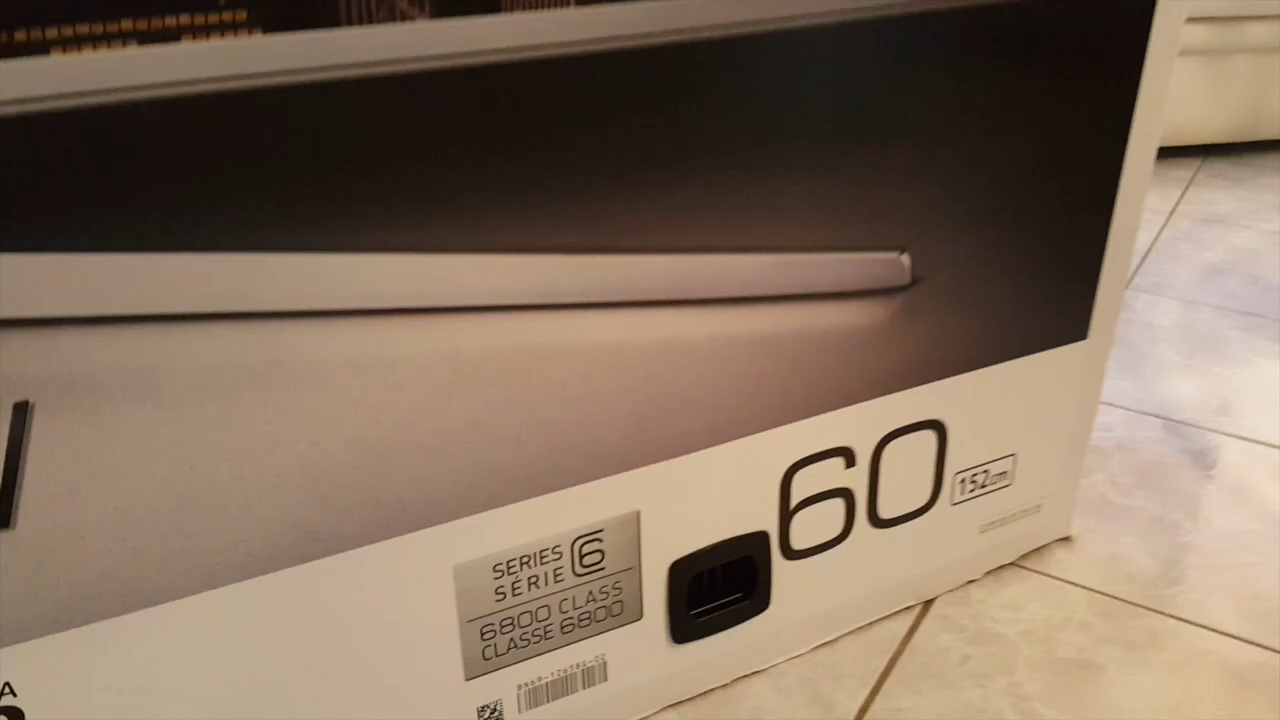 60
152cm
SERIES 6
SÉRIE
6800 CLASS
CLASSE 6800
A